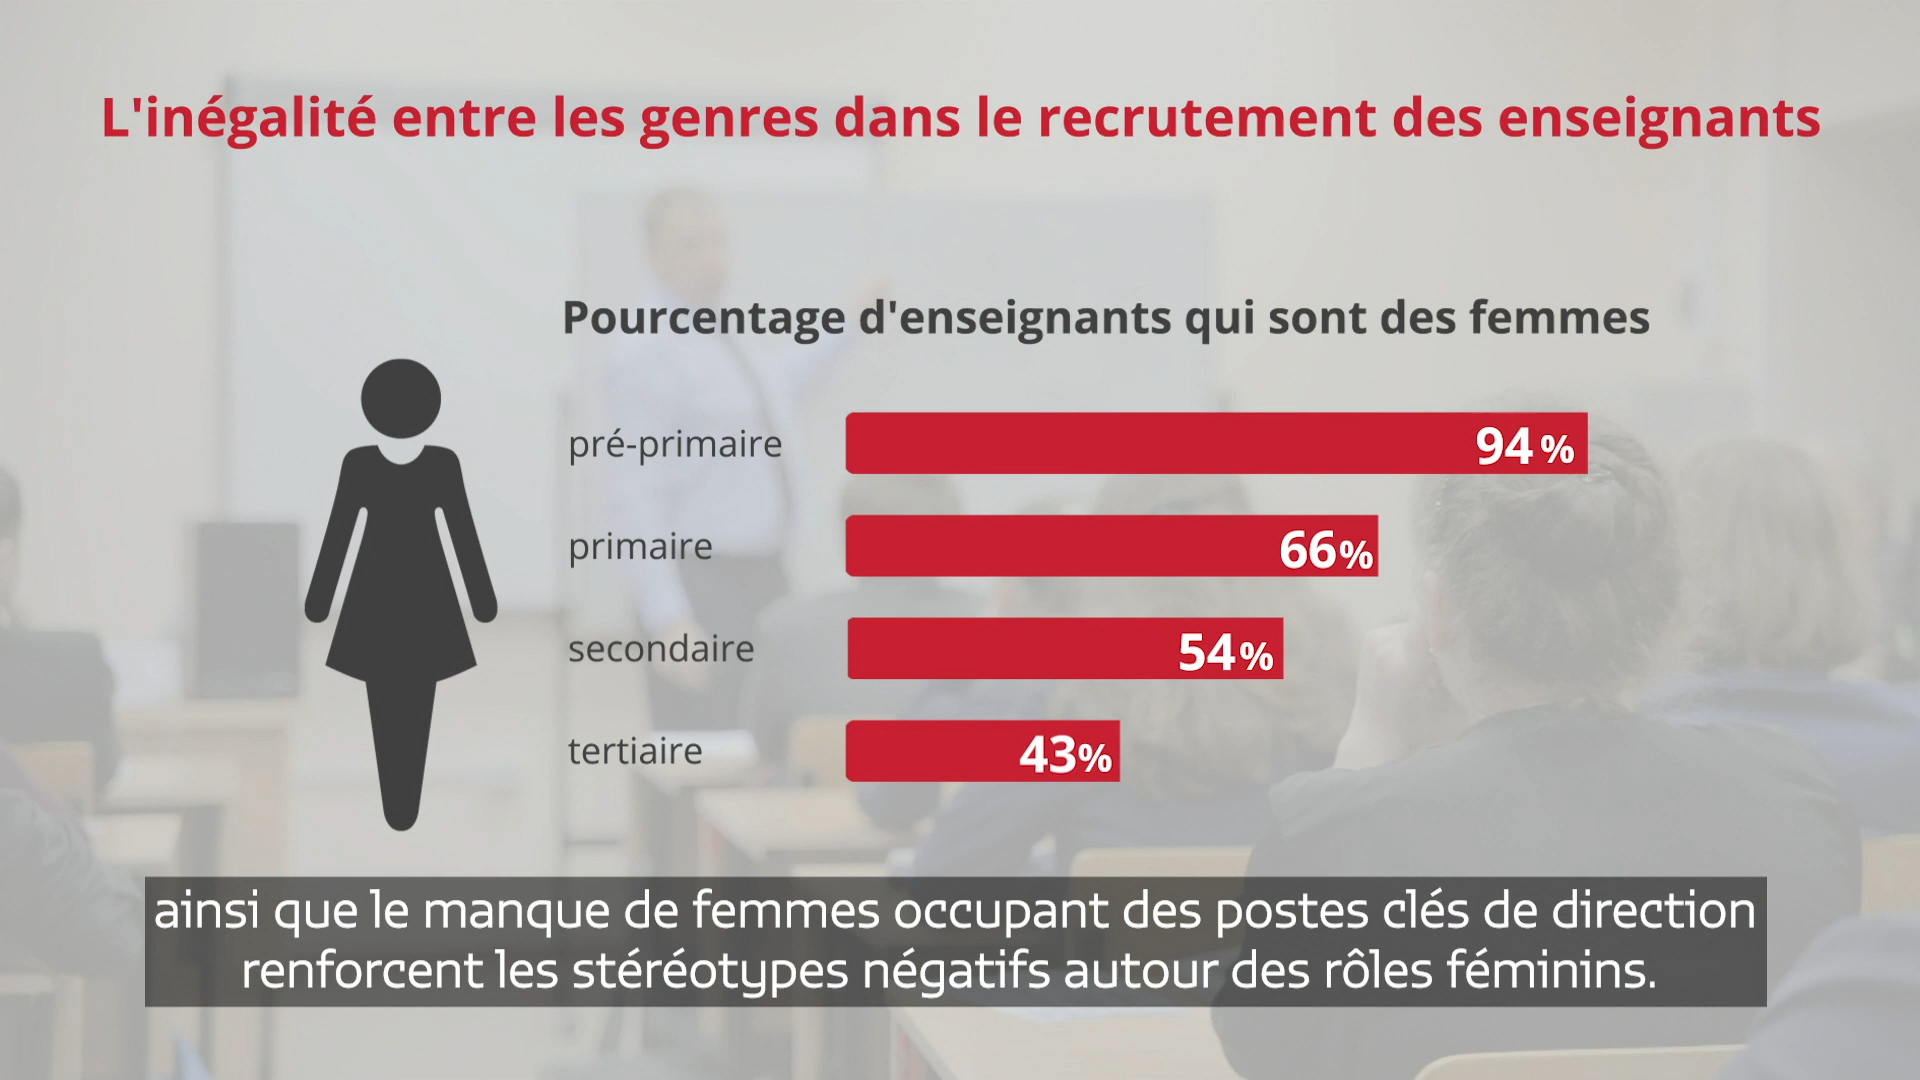 L'inégalité entre les genres dans le recrutement des enseignants
Pourcentage d'enseignants qui sont des femmes
pré-primaire 94 %
primaire 66%
secondaire 54%
tertiaire 43%
ainsi que le manque de femmes occupant des postes clés de direction
renforcent les stéréotypes négatifs autour des rôles féminins.